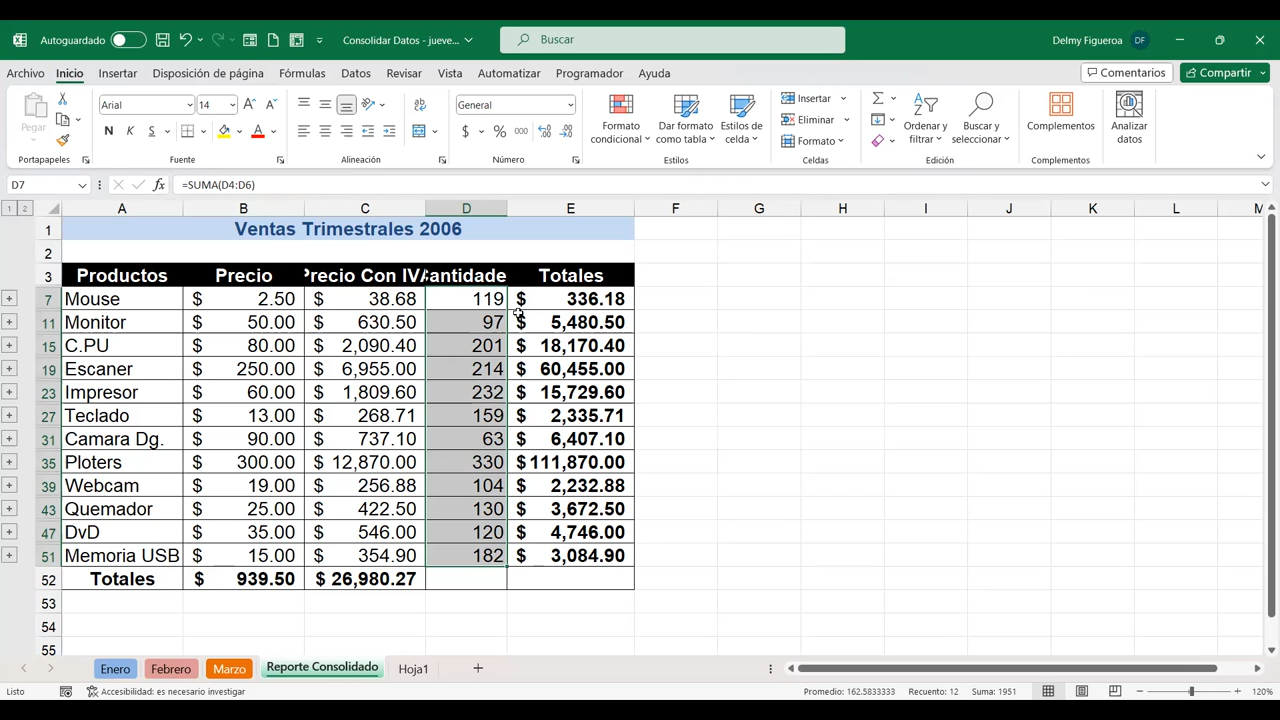 Autoguardado
Consolidar Datos - jueve...
Buscar
Delmy Figueroa
DF
Archivo
Inicio
Insertar
Disposición de página
Fórmulas
Datos
Revisar
Vista
Automatizar
Programador
Ayuda
Comentarios
Compartir
Pegar
Portapapeles
Arial
14
N K S
Fuente
Alineación
General
$ % 000
Número
Formato condicional
Dar formato como tabla
Estilos de celda
Estilos
Insertar
Eliminar
Formato
Celdas
Ordenar y filtrar
Buscar y seleccionar
Edición
Complementos
Complementos
Analizar datos
D7
fx
=SUMA(D4:D6)
1 2
A B C D E F G H I J K L M
1 Ventas Trimestrales 2006
2
3 Productos Precio Precio Con IVA Cantidade Totales
7 Mouse $ 2.50 $ 38.68 119 $ 336.18
11 Monitor $ 50.00 $ 630.50 97 $ 5,480.50
15 C.PU $ 80.00 $ 2,090.40 201 $ 18,170.40
19 Escaner $ 250.00 $ 6,955.00 214 $ 60,455.00
23 Impresor $ 60.00 $ 1,809.60 232 $ 15,729.60
27 Teclado $ 13.00 $ 268.71 159 $ 2,335.71
31 Camara Dg. $ 90.00 $ 737.10 63 $ 6,407.10
35 Ploters $ 300.00 $ 12,870.00 330 $ 111,870.00
39 Webcam $ 19.00 $ 256.88 104 $ 2,232.88
43 Quemador $ 25.00 $ 422.50 130 $ 3,672.50
47 DvD $ 35.00 $ 546.00 120 $ 4,746.00
51 Memoria USB $ 15.00 $ 354.90 182 $ 3,084.90
52 Totales $ 939.50 $ 26,980.27
53
54
55
Enero
Febrero
Marzo
Reporte Consolidado
Hoja1
Listo
Accesibilidad: es necesario investigar
Promedio: 162.5833333
Recuento: 12
Suma: 1951
120%